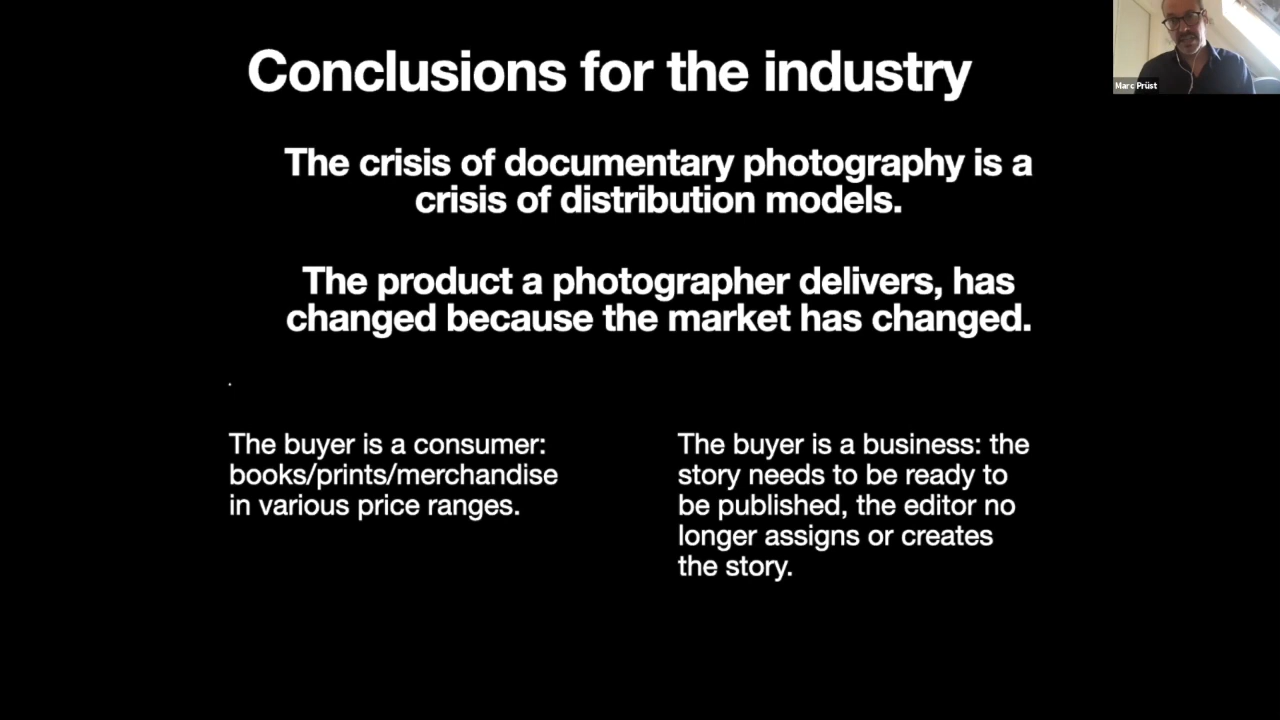 Conclusions for the industry
Marc Prüst
The crisis of documentary photography is a
crisis of distribution models.
The product a photographer delivers, has
changed because the market has changed.
.
The buyer is a consumer:
books/prints/merchandise
in various price ranges.
The buyer is a business: the
story needs to be ready to
be published, the editor no
longer assigns or creates
the story.